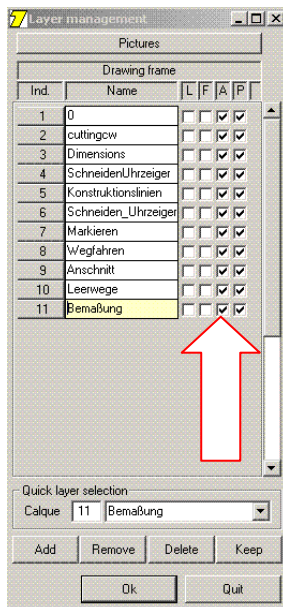 Layer management
Pictures
Drawing frame
Ind. Name L F A P
1 0
2 cuttingcw
3 Dimensions
4 SchneidenUhrzeiger
5 Konstruktionslinien
6 Schneiden_Uhrzeiger
7 Markieren
8 Wegfahren
9 Anschnitt
10 Leerwege
11 Bemaßung
Quick layer selection
Calque 11 Bemaßung
Add Remove Delete Keep
Ok Quit